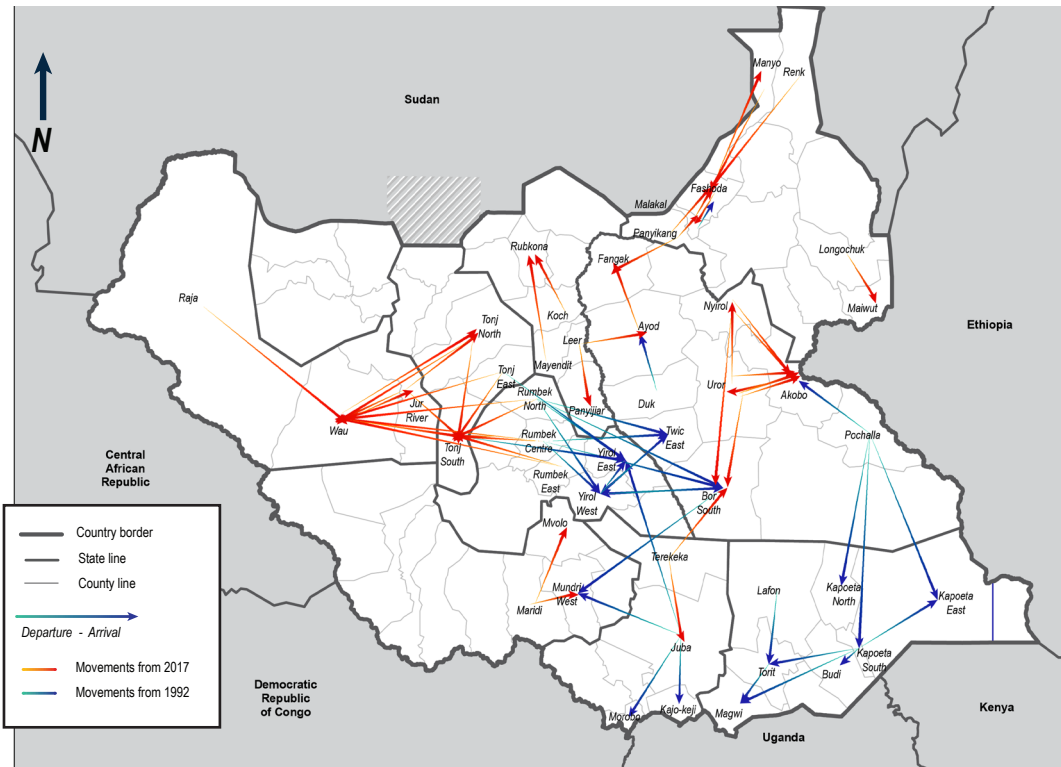 Manyo
Renk
Sudan
N
Fashoda
Malakal
Panyikang
Rubkona
Fangak
Longochuk
Raja
Nyirol
Maiwut
Koch
Tonj
North
Ayod
Ethiopia
Leer
Mayendit
Tonj
East
Uror
Akobo
Rumbek
North
Jur
River
Panyijiar
Duk
Wau
Twic
East
Pochalla
Rumbek
Centre
Tonj
South
Yirol
East
Central
African
Republic
Rumbek
East
Yirol
West
Bor
South
Mvolo
Country border
State line
County line
Departure - Arrival
Movements from 2017
Movements from 1992
Terekeka
Mundri
West
Maridi
Lafon
Kapoeta
North
Kapoeta
East
Juba
Kapoeta
South
Torit
Budi
Democratic
Republic
of Congo
Morobo
Kajo-keji
Magwi
Kenya
Uganda